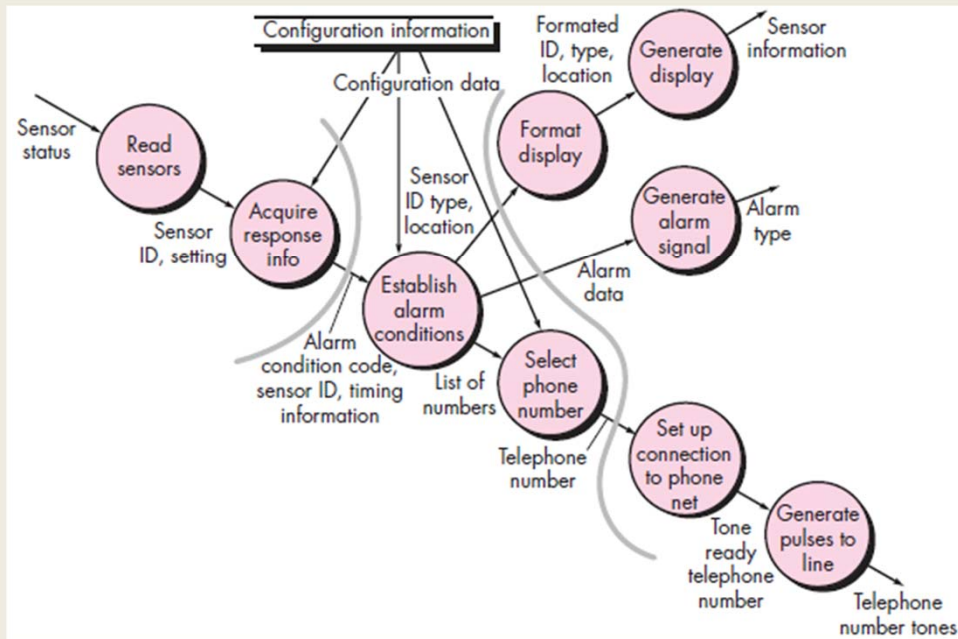 Configuration information
Configuration data
Sensor
status
Read
sensors
Sensor
ID, setting
Acquire
response
info
Alarm
condition code,
sensor ID, timing
information
Establish
alarm
conditions
Sensor
ID type,
location
Format
display
Formated
ID, type,
location
Generate
display
Sensor
information
Alarm
data
Generate
alarm
signal
Alarm
type
List of
numbers
Select
phone
number
Telephone
number
Set up
connection
to phone
net
Tone
ready
telephone
number
Generate
pulses to
line
Telephone
number tones